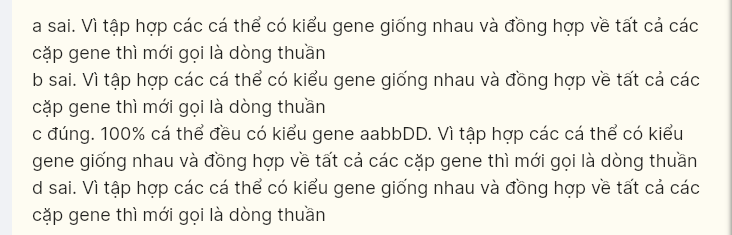 a sai. Vì tập hợp các cá thể có kiểu gene giống nhau và đồng hợp về tất cả các
cặp gene thì mới gọi là dòng thuần
b sai. Vì tập hợp các cá thể có kiểu gene giống nhau và đồng hợp về tất cả các
cặp gene thì mới gọi là dòng thuần
c đúng. 100% cá thể đều có kiểu gene aabbDD. Vì tập hợp các cá thể có kiểu
gene giống nhau và đồng hợp về tất cả các cặp gene thì mới gọi là dòng thuần
d sai. Vì tập hợp các cá thể có kiểu gene giống nhau và đồng hợp về tất cả các
cặp gene thì mới gọi là dòng thuần